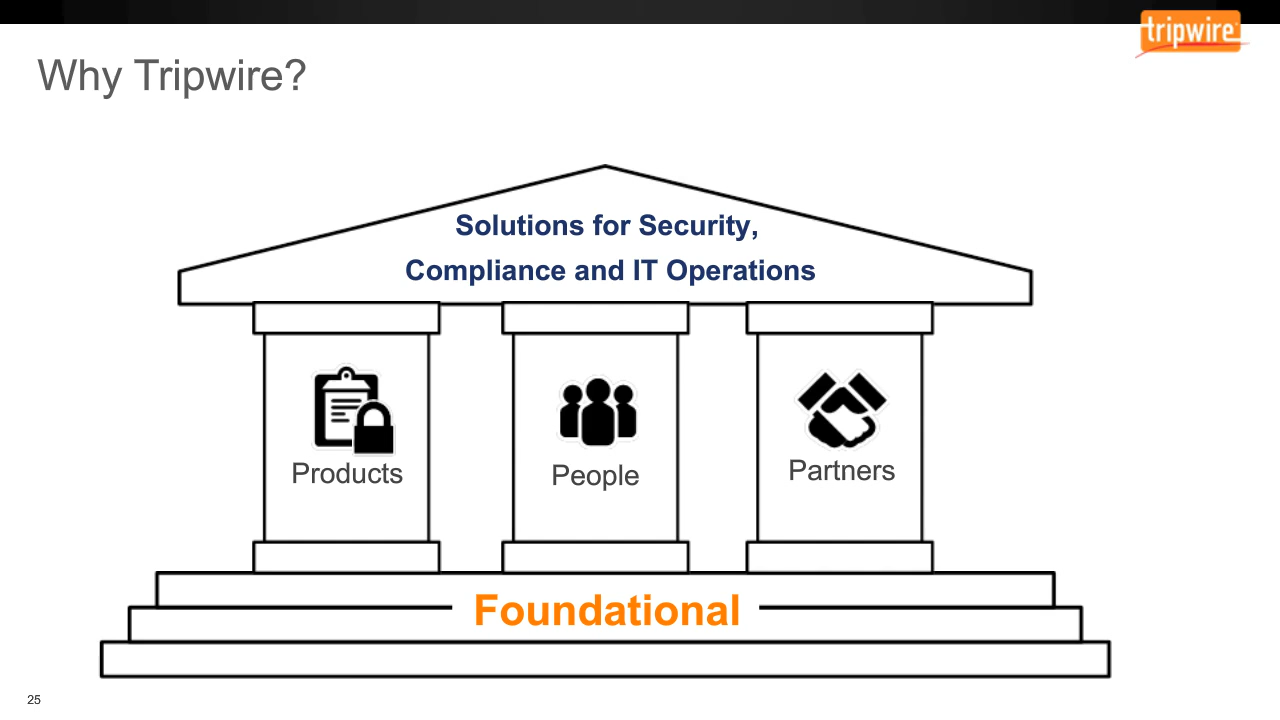 tripwire
Why Tripwire?
Solutions for Security,
Compliance and IT Operations
Products
People
Partners
Foundational
25